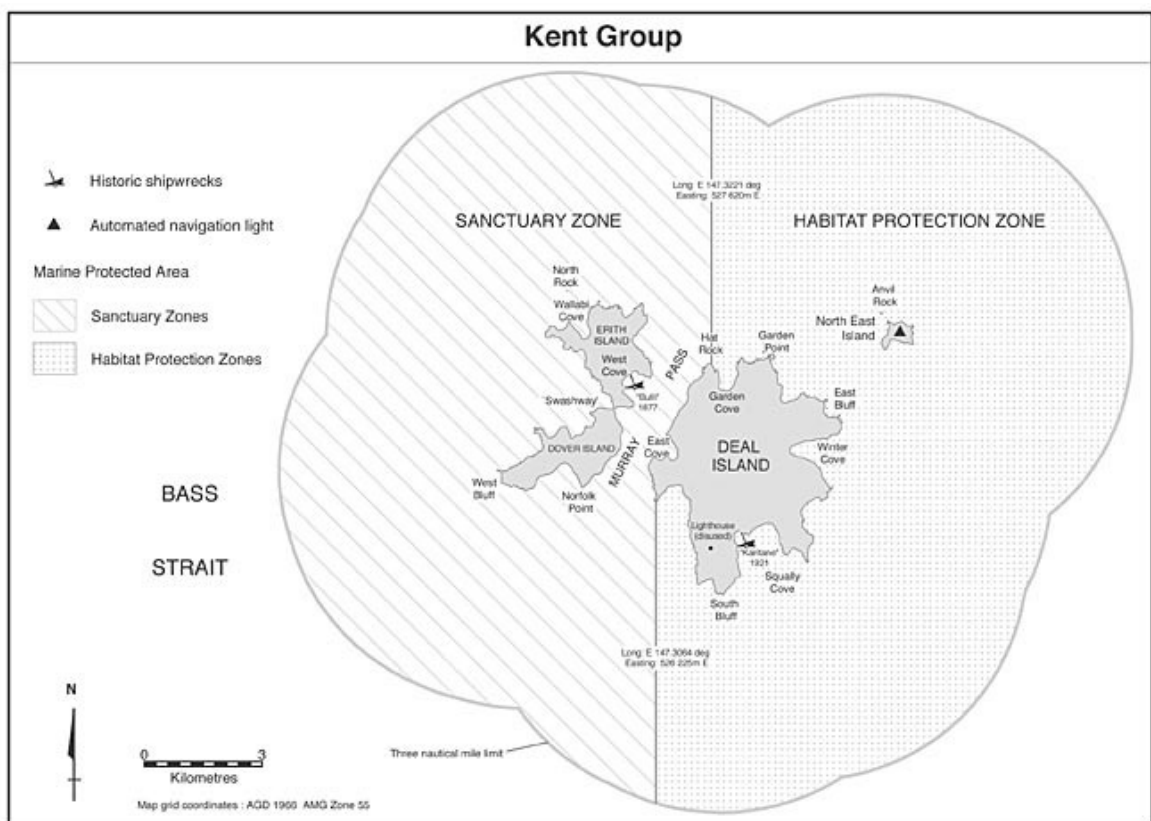 Kent Group
Historic shipwrecks
Automated navigation light
Marine Protected Area
Sanctuary Zones
Habitat Protection Zones
Long: E 147.3221 deg
Easting: 527 620m E
SANCTUARY ZONE
HABITAT PROTECTION ZONE
North
Rock
Wallabi
Cove
ERITH
ISLAND
West
Cove
"Bulli"
1877
'Swashway'
DOVER ISLAND
West
Bluff
Norfolk
Point
MURRAY
PASS
Hat
Rock
Garden
Point
Garden
Cove
East
Cove
DEAL
ISLAND
East
Bluff
Winter
Cove
Anvil
Rock
North East
Island
Lighthouse
(disused)
"Karitane"
1921
Squally
Cove
South
Bluff
BASS
STRAIT
Long: E 147.3064 deg
Easting: 526 225m E
Three nautical mile limit
N
0 3
Kilometres
Map grid coordinates : AGD 1966 AMG Zone 55